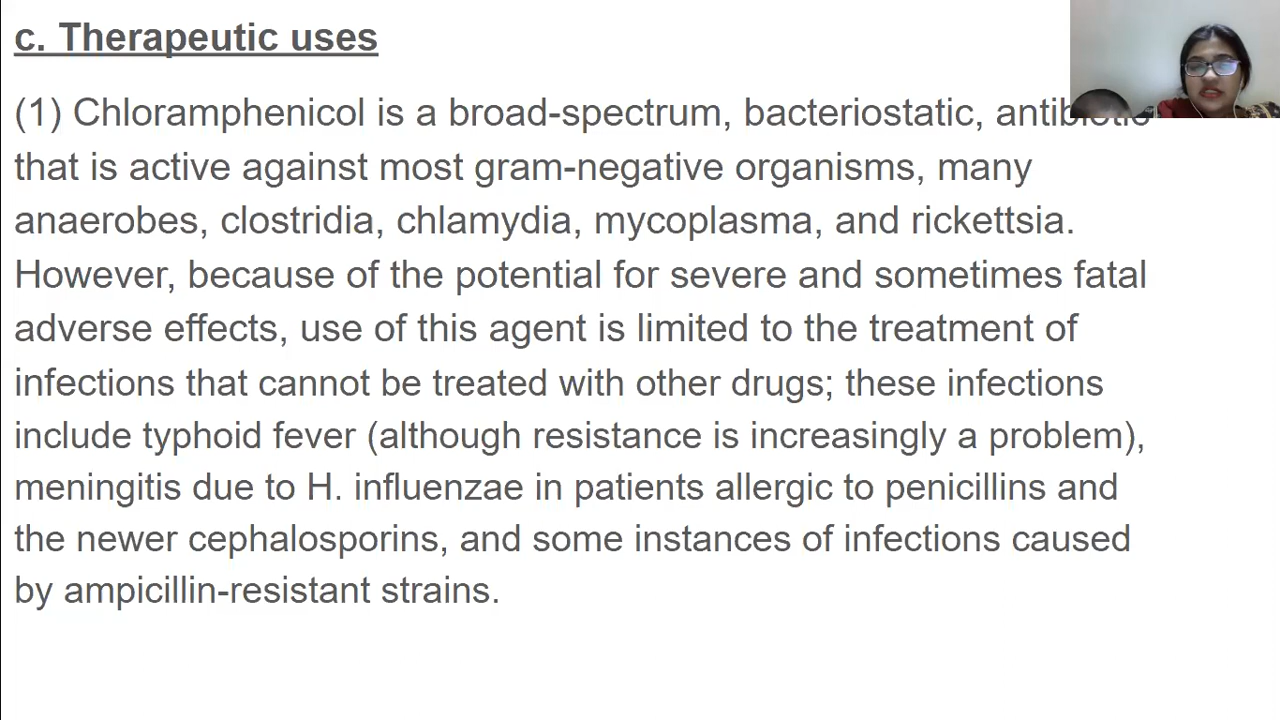 c. Therapeutic uses
(1) Chloramphenicol is a broad-spectrum, bacteriostatic, antibiotic
that is active against most gram-negative organisms, many
anaerobes, clostridia, chlamydia, mycoplasma, and rickettsia.
However, because of the potential for severe and sometimes fatal
adverse effects, use of this agent is limited to the treatment of
infections that cannot be treated with other drugs; these infections
include typhoid fever (although resistance is increasingly a problem),
meningitis due to H. influenzae in patients allergic to penicillins and
the newer cephalosporins, and some instances of infections caused
by ampicillin-resistant strains.